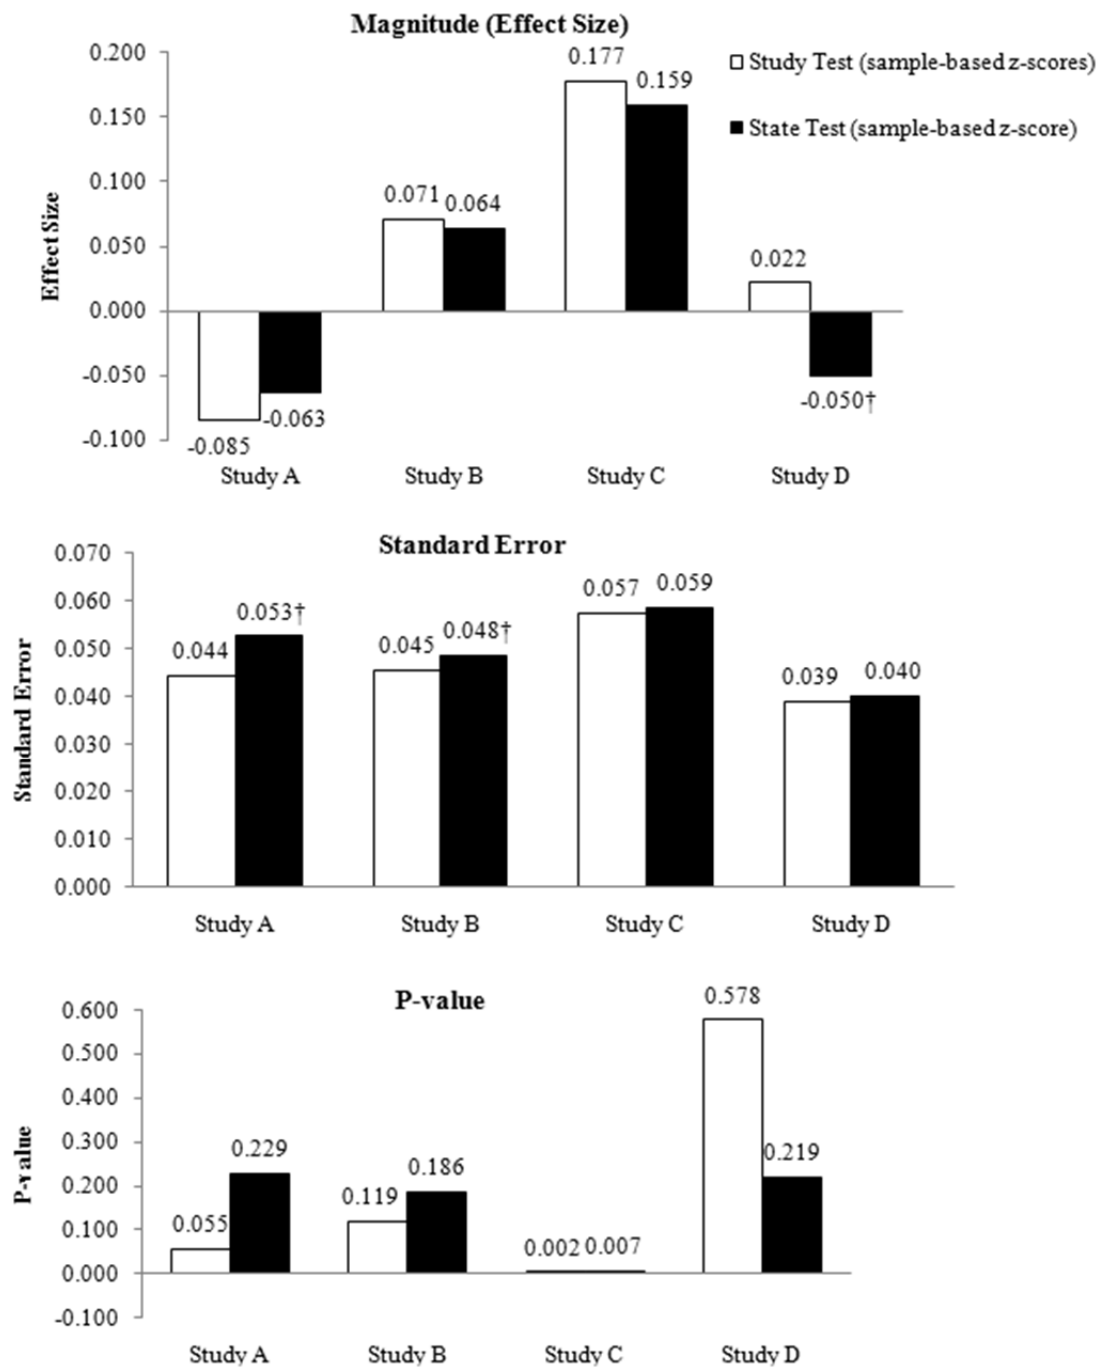 Magnitude (Effect Size)
Study Test (sample-based z-scores)
State Test (sample-based z-score)
Effect Size
0.200
0.150
0.100
0.050
0.000
-0.050
-0.100
-0.085
-0.063
0.071
0.064
0.177
0.159
0.022
-0.050†
Study A
Study B
Study C
Study D
Standard Error
Standard Error
0.070
0.060
0.050
0.040
0.030
0.020
0.010
0.000
0.044
0.053†
0.045
0.048†
0.057
0.059
0.039
0.040
Study A
Study B
Study C
Study D
P-value
P-value
0.600
0.500
0.400
0.300
0.200
0.100
0.000
-0.100
0.055
0.229
0.119
0.186
0.002
0.007
0.578
0.219
Study A
Study B
Study C
Study D